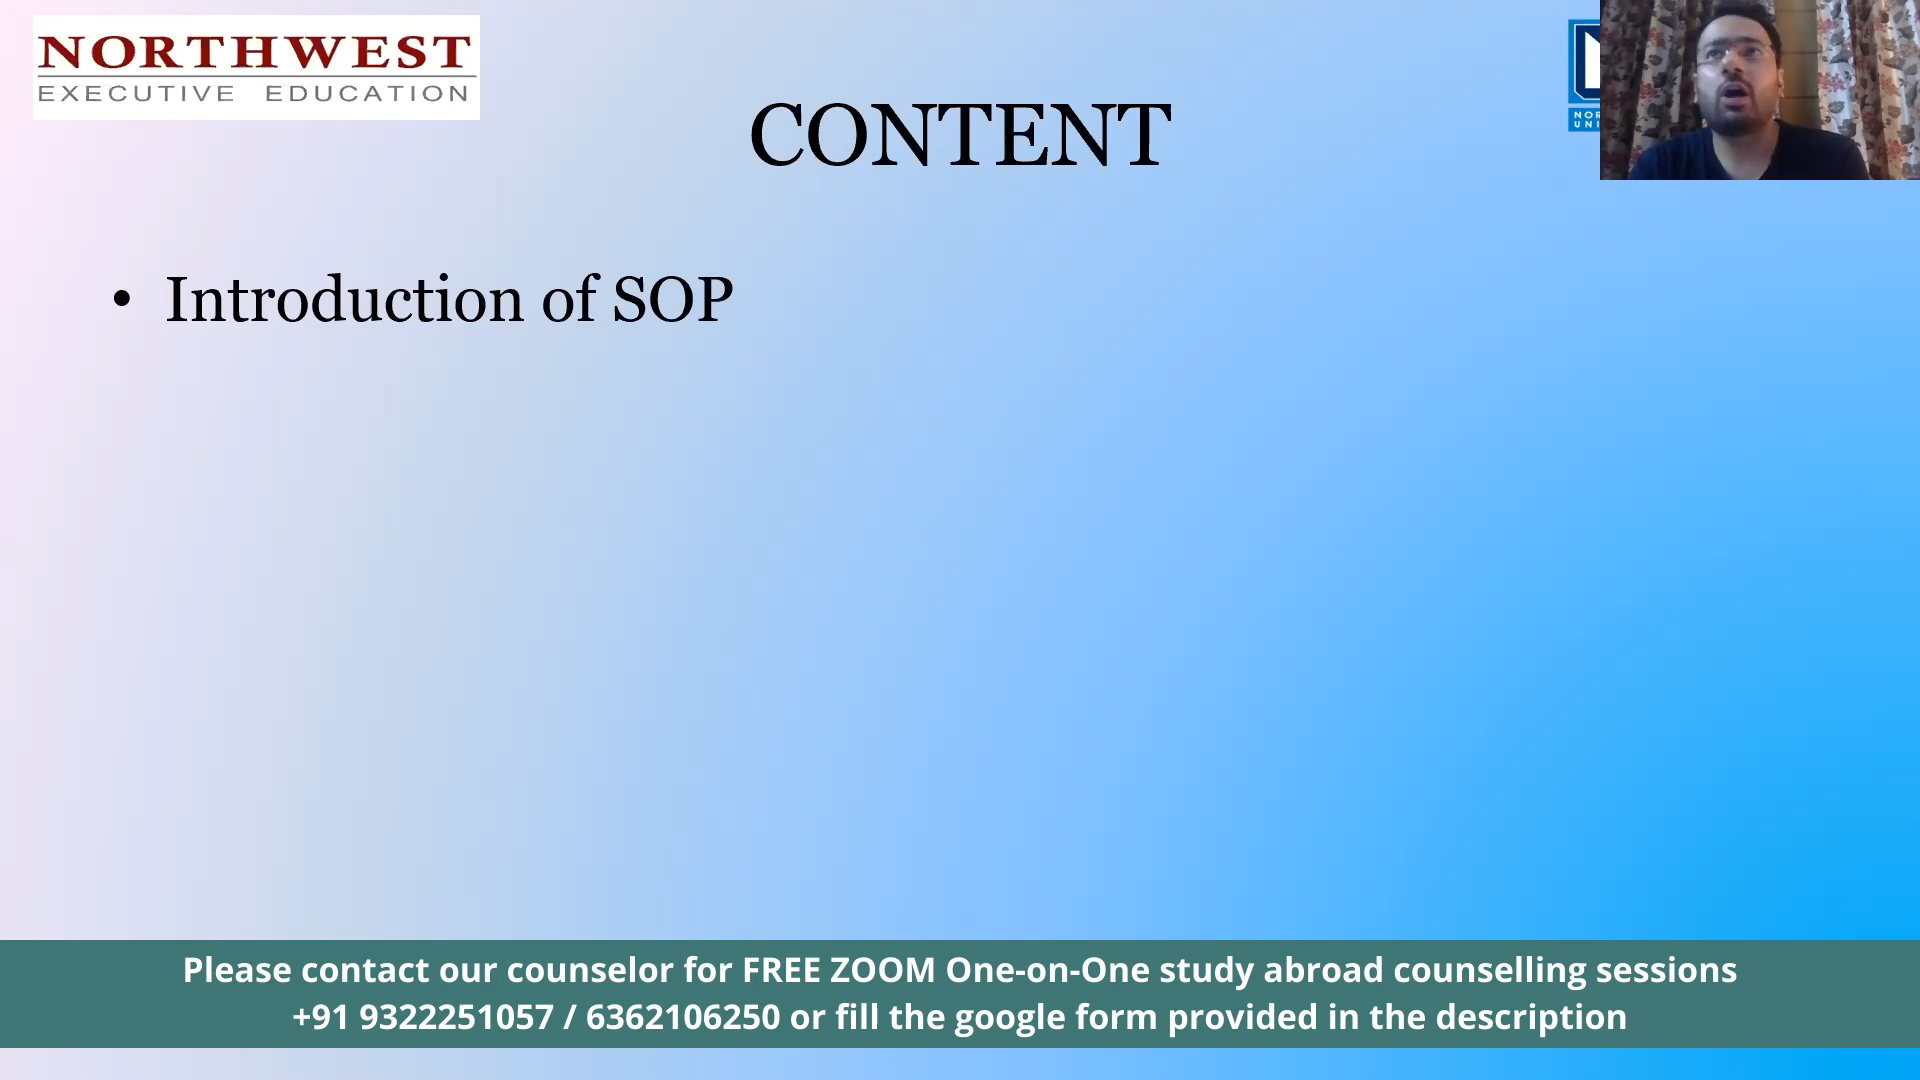 NORTHWEST
EXECUTIVE EDUCATION
CONTENT
• Introduction of SOP
Please contact our counselor for FREE ZOOM One-on-One study abroad counselling sessions
+91 9322251057 / 6362106250 or fill the google form provided in the description